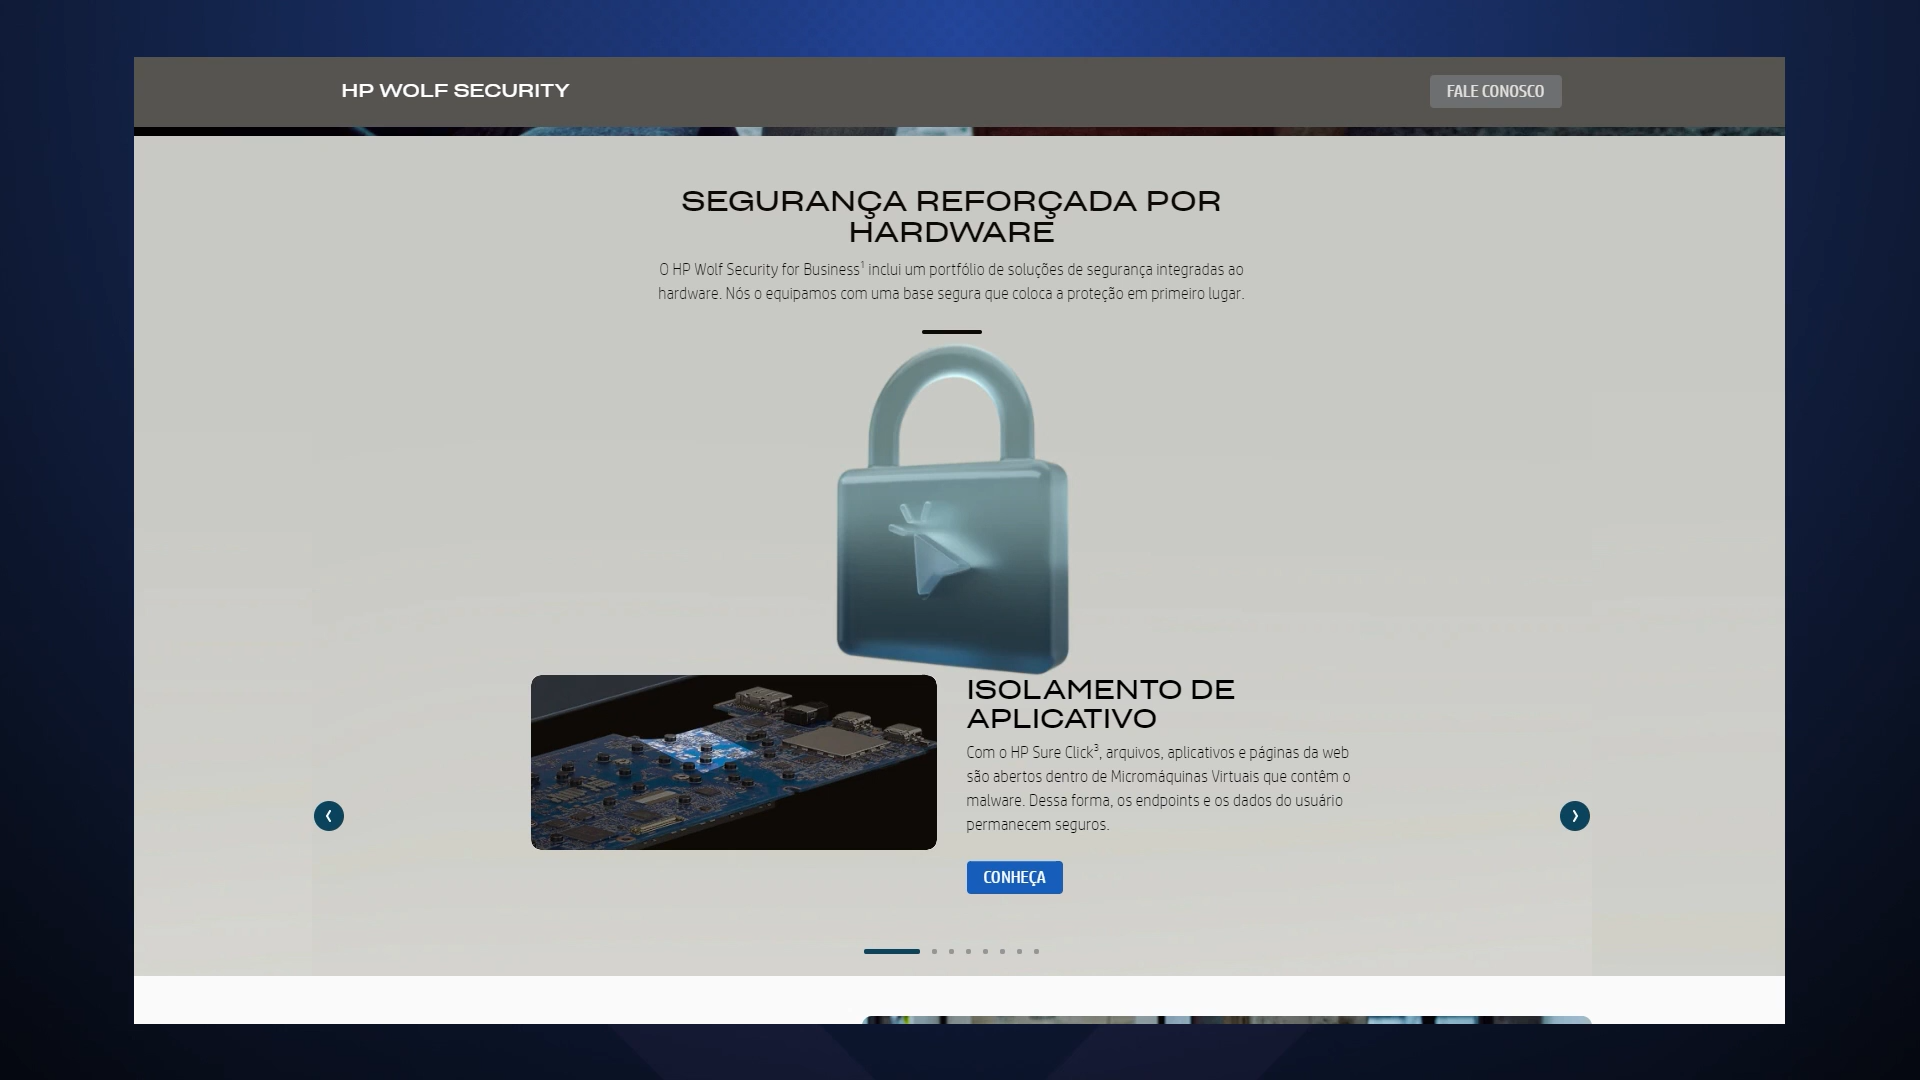 HP WOLF SECURITY
FALE CONOSCO
SEGURANÇA REFORÇADA POR
HARDWARE
O HP Wolf Security for Business¹ inclui um portfólio de soluções de segurança integradas ao
hardware. Nós o equipamos com uma base segura que coloca a proteção em primeiro lugar.
ISOLAMENTO DE
APLICATIVO
Com o HP Sure Click³, arquivos, aplicativos e páginas da web
são abertos dentro de Micromáquinas Virtuais que contêm o
malware. Dessa forma, os endpoints e os dados do usuário
permanecem seguros.
CONHEÇA